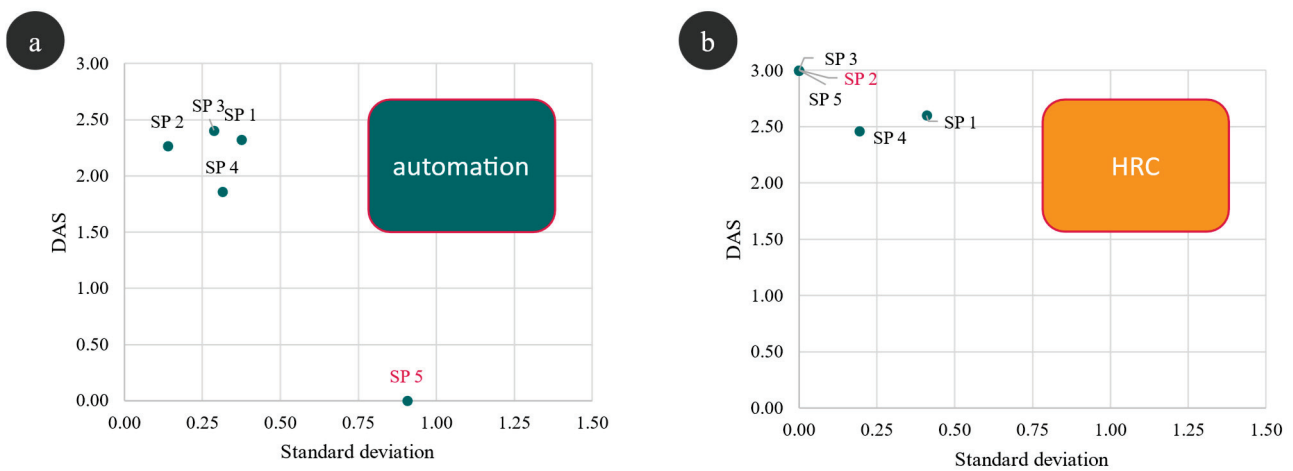 a
3.00
2.50
2.00
1.50
1.00
0.50
0.00
DAS
SP 2
SP 3
SP 1
SP 4
SP 5
automation
0.00 0.25 0.50 0.75 1.00 1.25 1.50
Standard deviation
b
3.00
2.50
2.00
1.50
1.00
0.50
0.00
DAS
SP 3
SP 2
SP 5
SP 4
SP 1
HRC
0.00 0.25 0.50 0.75 1.00 1.25 1.50
Standard deviation